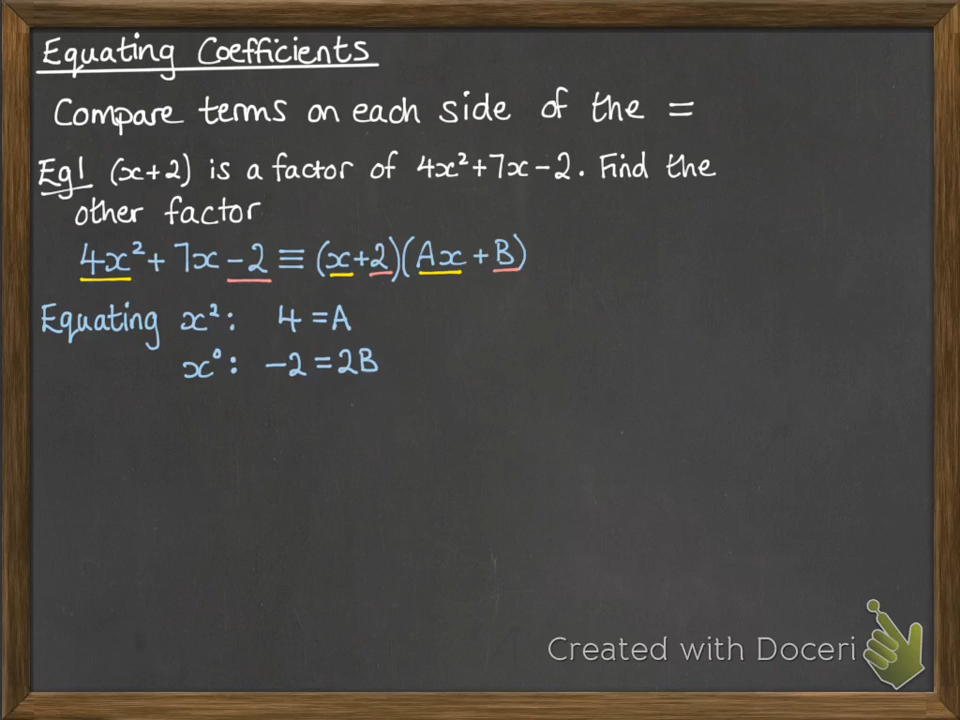 Equating Coefficients
Compare terms on each side of the =
Eg1 (x+2) is a factor of 4x²+7x-2. Find the
other factor
4x²+7x-2≡(x+2)(Ax+B)
Equating x²: 4=A
x⁰: -2=2B
Created with Doceri